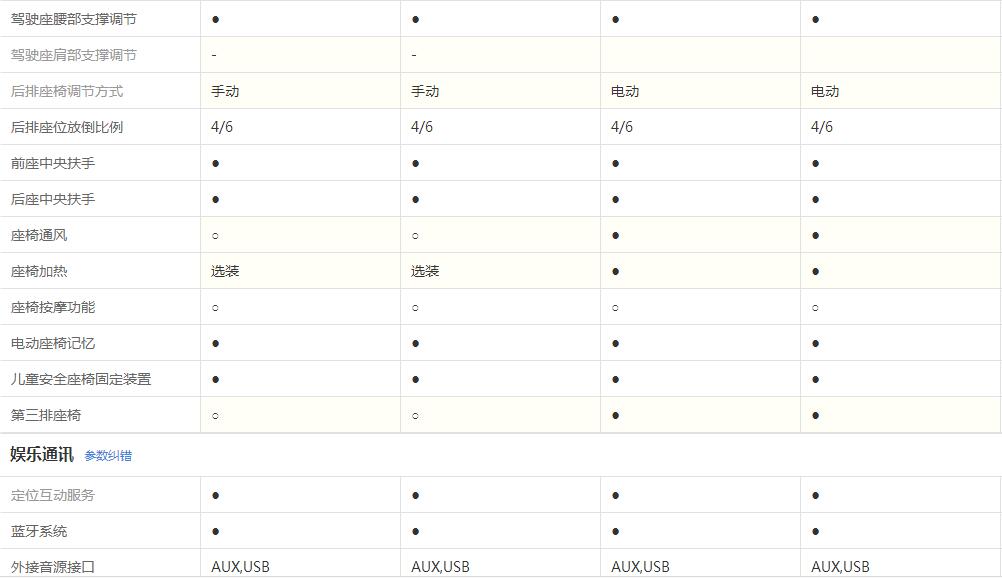 驾驶座腰部支撑调节 ● ● ● ●
驾驶座肩部支撑调节 - -
后排座椅调节方式 手动 手动 电动 电动
后排座位放倒比例 4/6 4/6 4/6 4/6
前座中央扶手 ● ● ● ●
后座中央扶手 ● ● ● ●
座椅通风 ○ ○ ● ●
座椅加热 选装 选装 ● ●
座椅按摩功能 ○ ○ ○ ○
电动座椅记忆 ● ● ● ●
儿童安全座椅固定装置 ● ● ● ●
第三排座椅 ○ ○ ● ●
娱乐通讯 参数纠错
定位互动服务 ● ● ● ●
蓝牙系统 ● ● ● ●
外接音源接口 AUX,USB AUX,USB AUX,USB AUX,USB